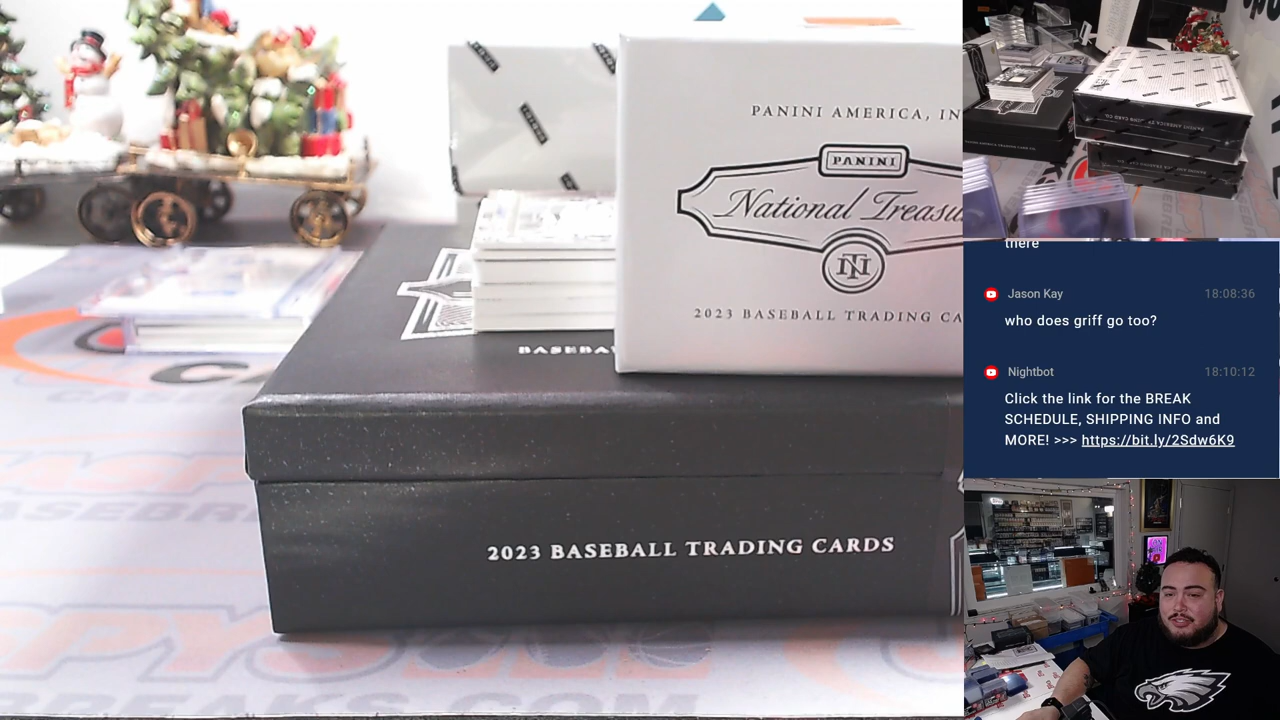 PANINI AMERICA, IN
PANINI
National Treasu
NT
2023 BASEBALL TRADING CA
BASEBA
2023 BASEBALL TRADING CARDS
there
Jason Kay 18:08:36
who does griff go too?
Nightbot 18:10:12
Click the link for the BREAK
SCHEDULE, SHIPPING INFO and
MORE! >>> https://bit.ly/2Sdw6K9